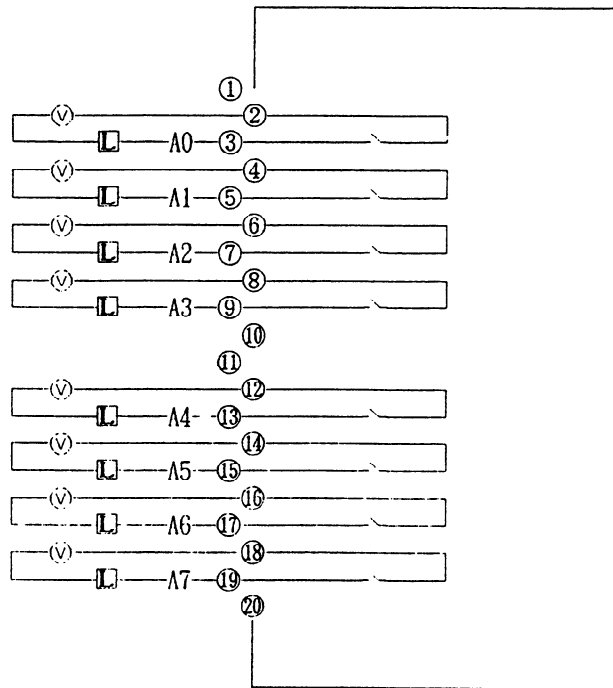 ①
V ②
L A0 ③
V ④
L A1 ⑤
V ⑥
L A2 ⑦
V ⑧
L A3 ⑨
⑩
⑪
V ⑫
L A4 ⑬
V ⑭
L A5 ⑮
V ⑯
L A6 ⑰
V ⑱
L A7 ⑲
⑳